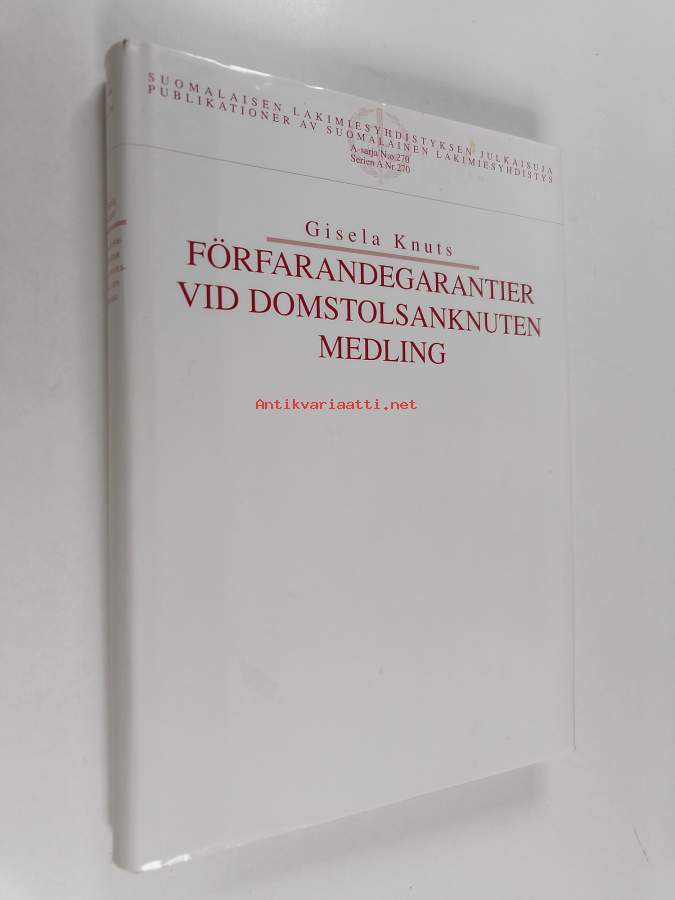 SUOMALAISEN LAKIMIESYHDISTYKSEN JULKAISUJA
PUBLIKATIONER AV SUOMALAINEN LAKIMIESYHDISTYS
A-sarja N:o 270
Serien A Nr 270
Gisela Knuts
FÖRFARANDEGARANTIER
VID DOMSTOLSANKNUTEN
MEDLING
Antikvariaatti.net